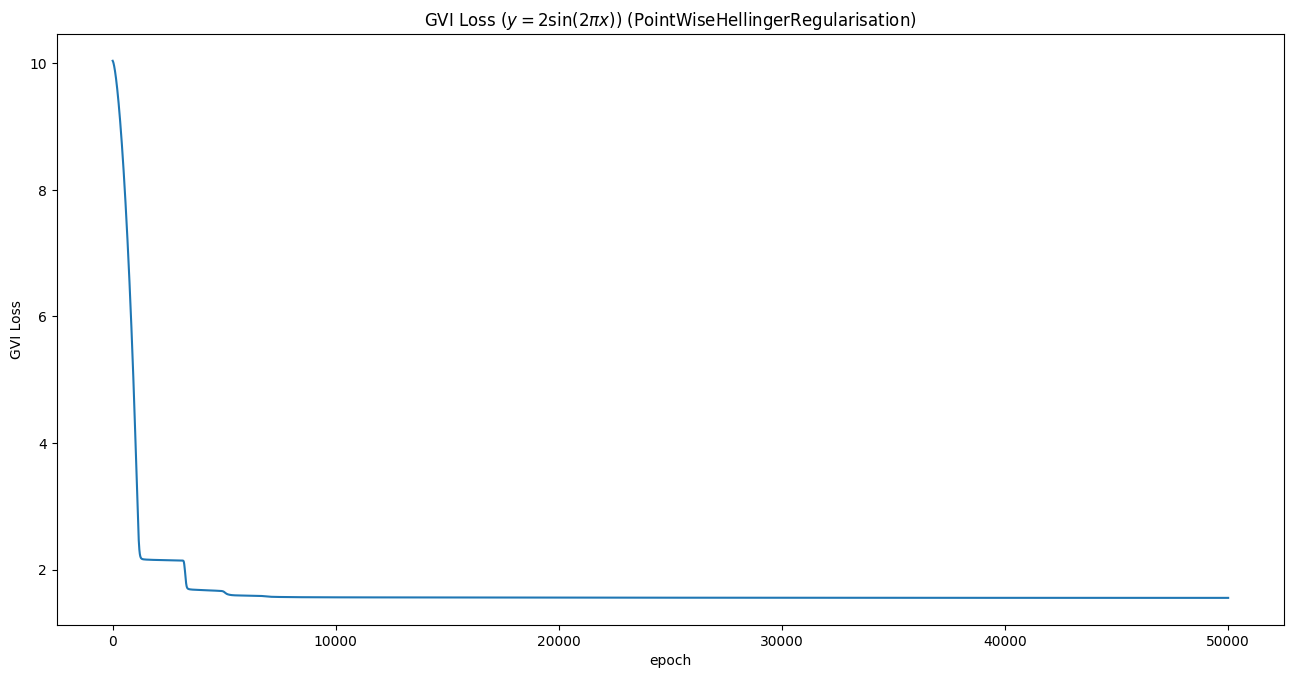 GVI Loss (y = 2sin(2πx)) (PointWiseHellingerRegularisation)
10
8
6
4
2
GVI Loss
0 10000 20000 30000 40000 50000
epoch